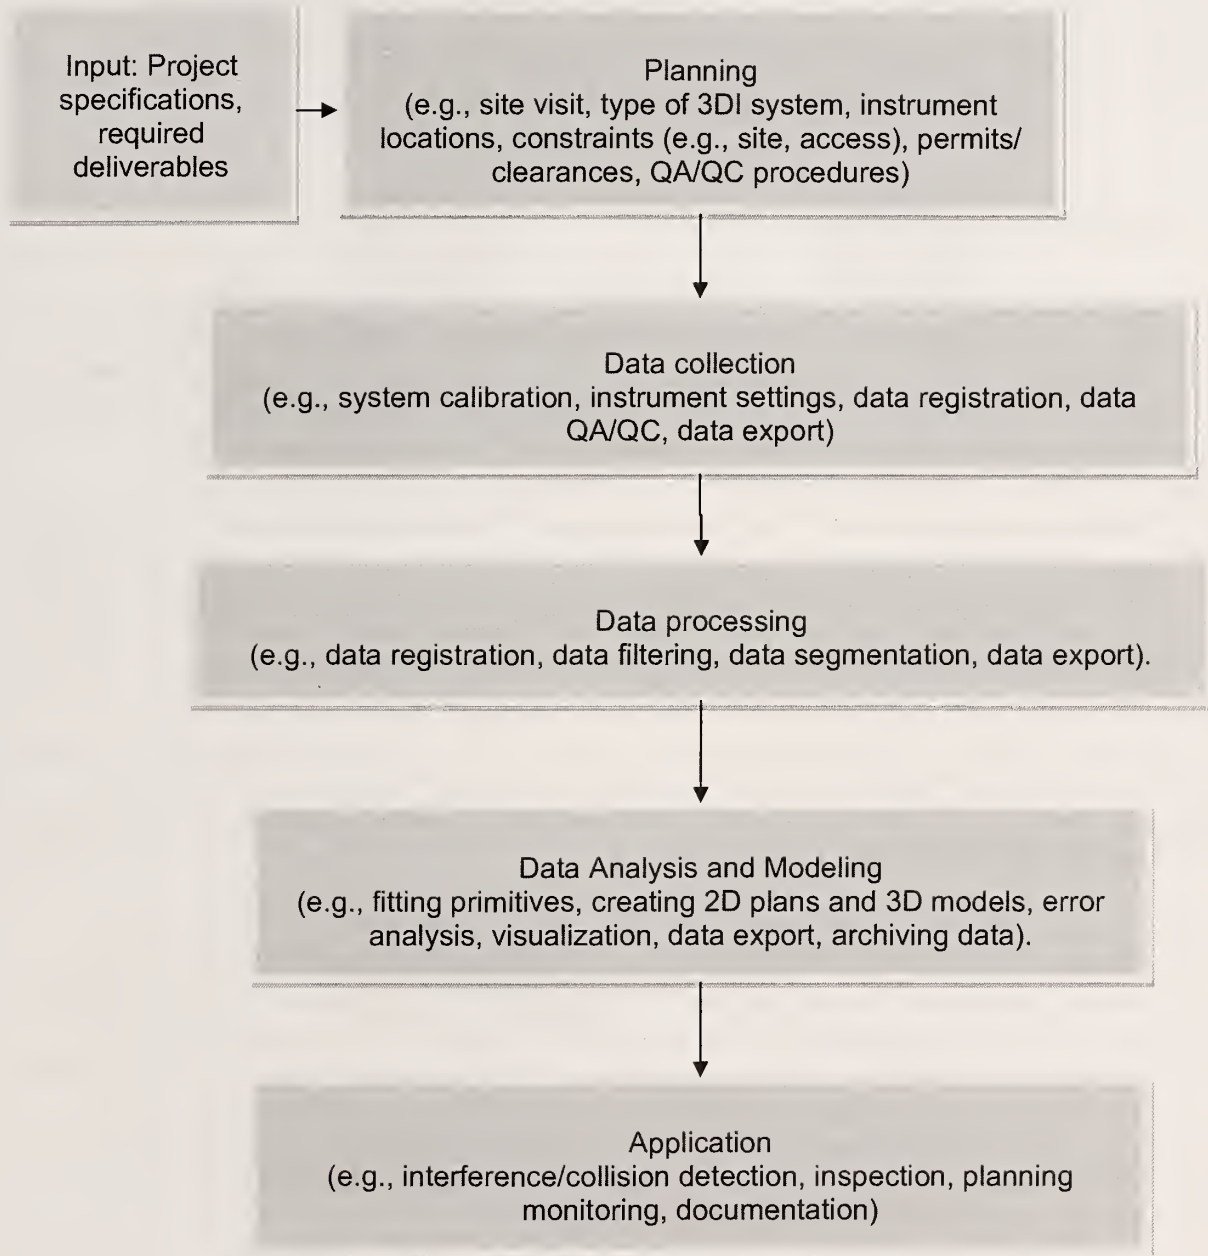 Input: Project
specifications,
required
deliverables
Planning
(e.g., site visit, type of 3DI system, instrument
locations, constraints (e.g., site, access), permits/
clearances, QA/QC procedures)
Data collection
(e.g., system calibration, instrument settings, data registration, data
QA/QC, data export)
Data processing
(e.g., data registration, data filtering, data segmentation, data export).
Data Analysis and Modeling
(e.g., fitting primitives, creating 2D plans and 3D models, error
analysis, visualization, data export, archiving data).
Application
(e.g., interference/collision detection, inspection, planning
monitoring, documentation)